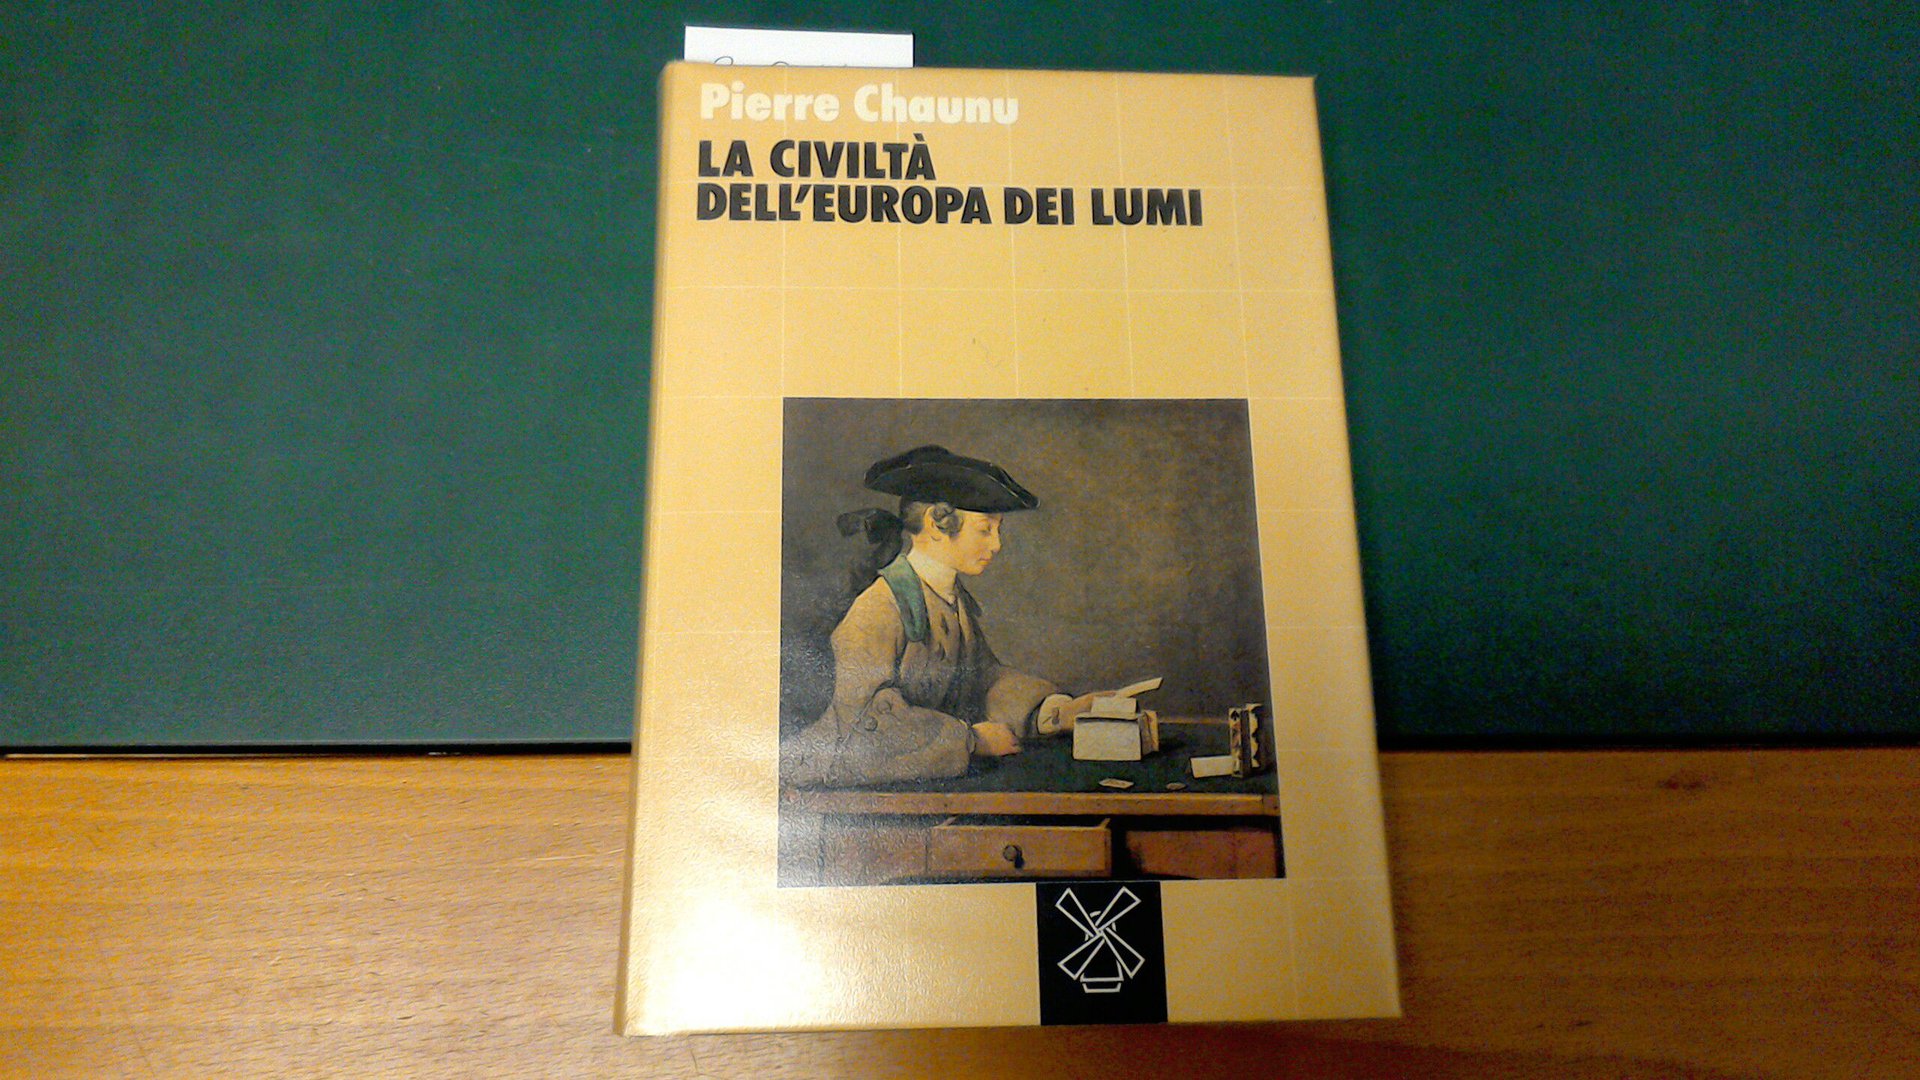 Pierre Chaunu
LA CIVILTÀ
DELL'EUROPA DEI LUMI